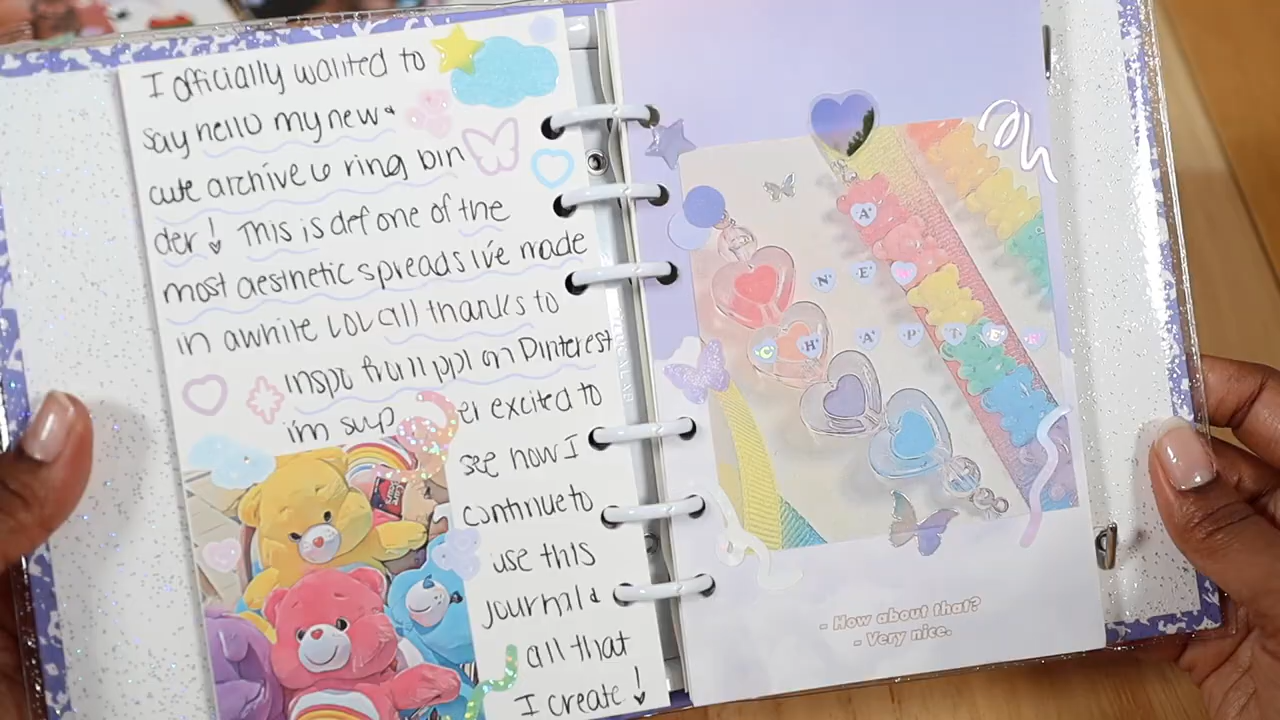 I officially wanted to
say hello my new &
cute archive 6 ring bin
der! This is def one of the
most aesthetic spreads i've made
in awhile LOL all thanks to
inspo from ppl on Pinterest
im sup er excited to
see how I
continue to
use this
journal &
all that
I create!
A
NEW
CHAPTER
- How about that?
- Very nice.